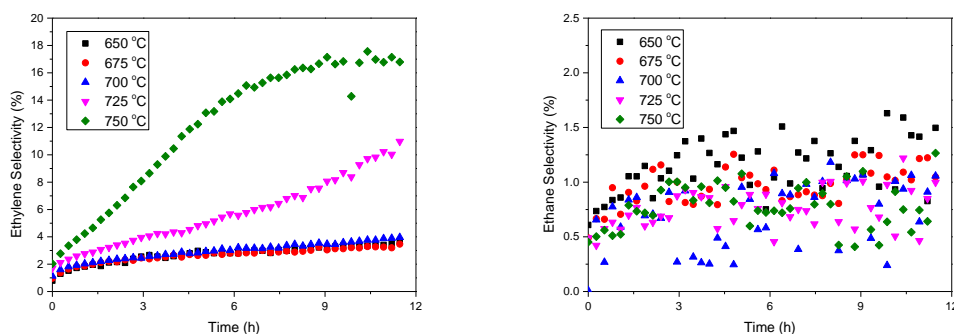 20
18
16
14
12
10
8
6
4
2
0
0
3
6
9
12
Ethylene Selectivity (%)
Time (h)
650 °C
675 °C
700 °C
725 °C
750 °C
2.5
2.0
1.5
1.0
0.5
0.0
0
3
6
9
12
Ethane Selectivity (%)
Time (h)
650 °C
675 °C
700 °C
725 °C
750 °C